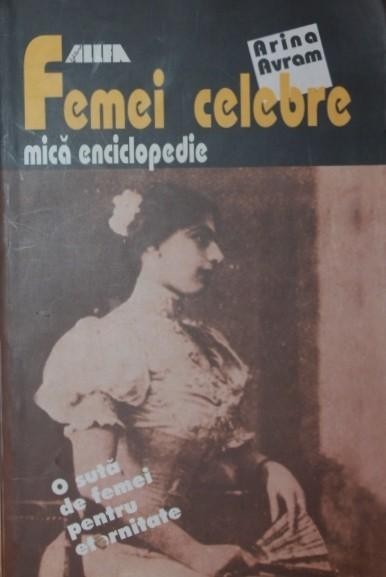 ALLFA
Arina
Avram
Femei celebre
mică enciclopedie
O sută
de femei
pentru
eternitate